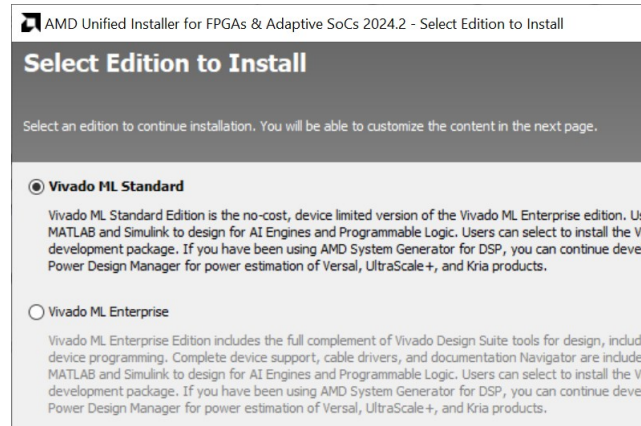 AMD Unified Installer for FPGAs & Adaptive SoCs 2024.2 - Select Edition to Install
Select Edition to Install
Select an edition to continue installation. You will be able to customize the content in the next page.
Vivado ML Standard
Vivado ML Standard Edition is the no-cost, device limited version of the Vivado ML Enterprise edition.
MATLAB and Simulink to design for AI Engines and Programmable Logic. Users can select to install the
development package. If you have been using AMD System Generator for DSP, you can continue
Power Design Manager for power estimation of Versal, UltraScale+, and Kria products.
Vivado ML Enterprise
Vivado ML Enterprise Edition includes the full complement of Vivado Design Suite tools for design,
device programming. Complete device support, cable drivers, and documentation Navigator are
MATLAB and Simulink to design for AI Engines and Programmable Logic. Users can select to install the
development package. If you have been using AMD System Generator for DSP, you can continue
Power Design Manager for power estimation of Versal, UltraScale+, and Kria products.